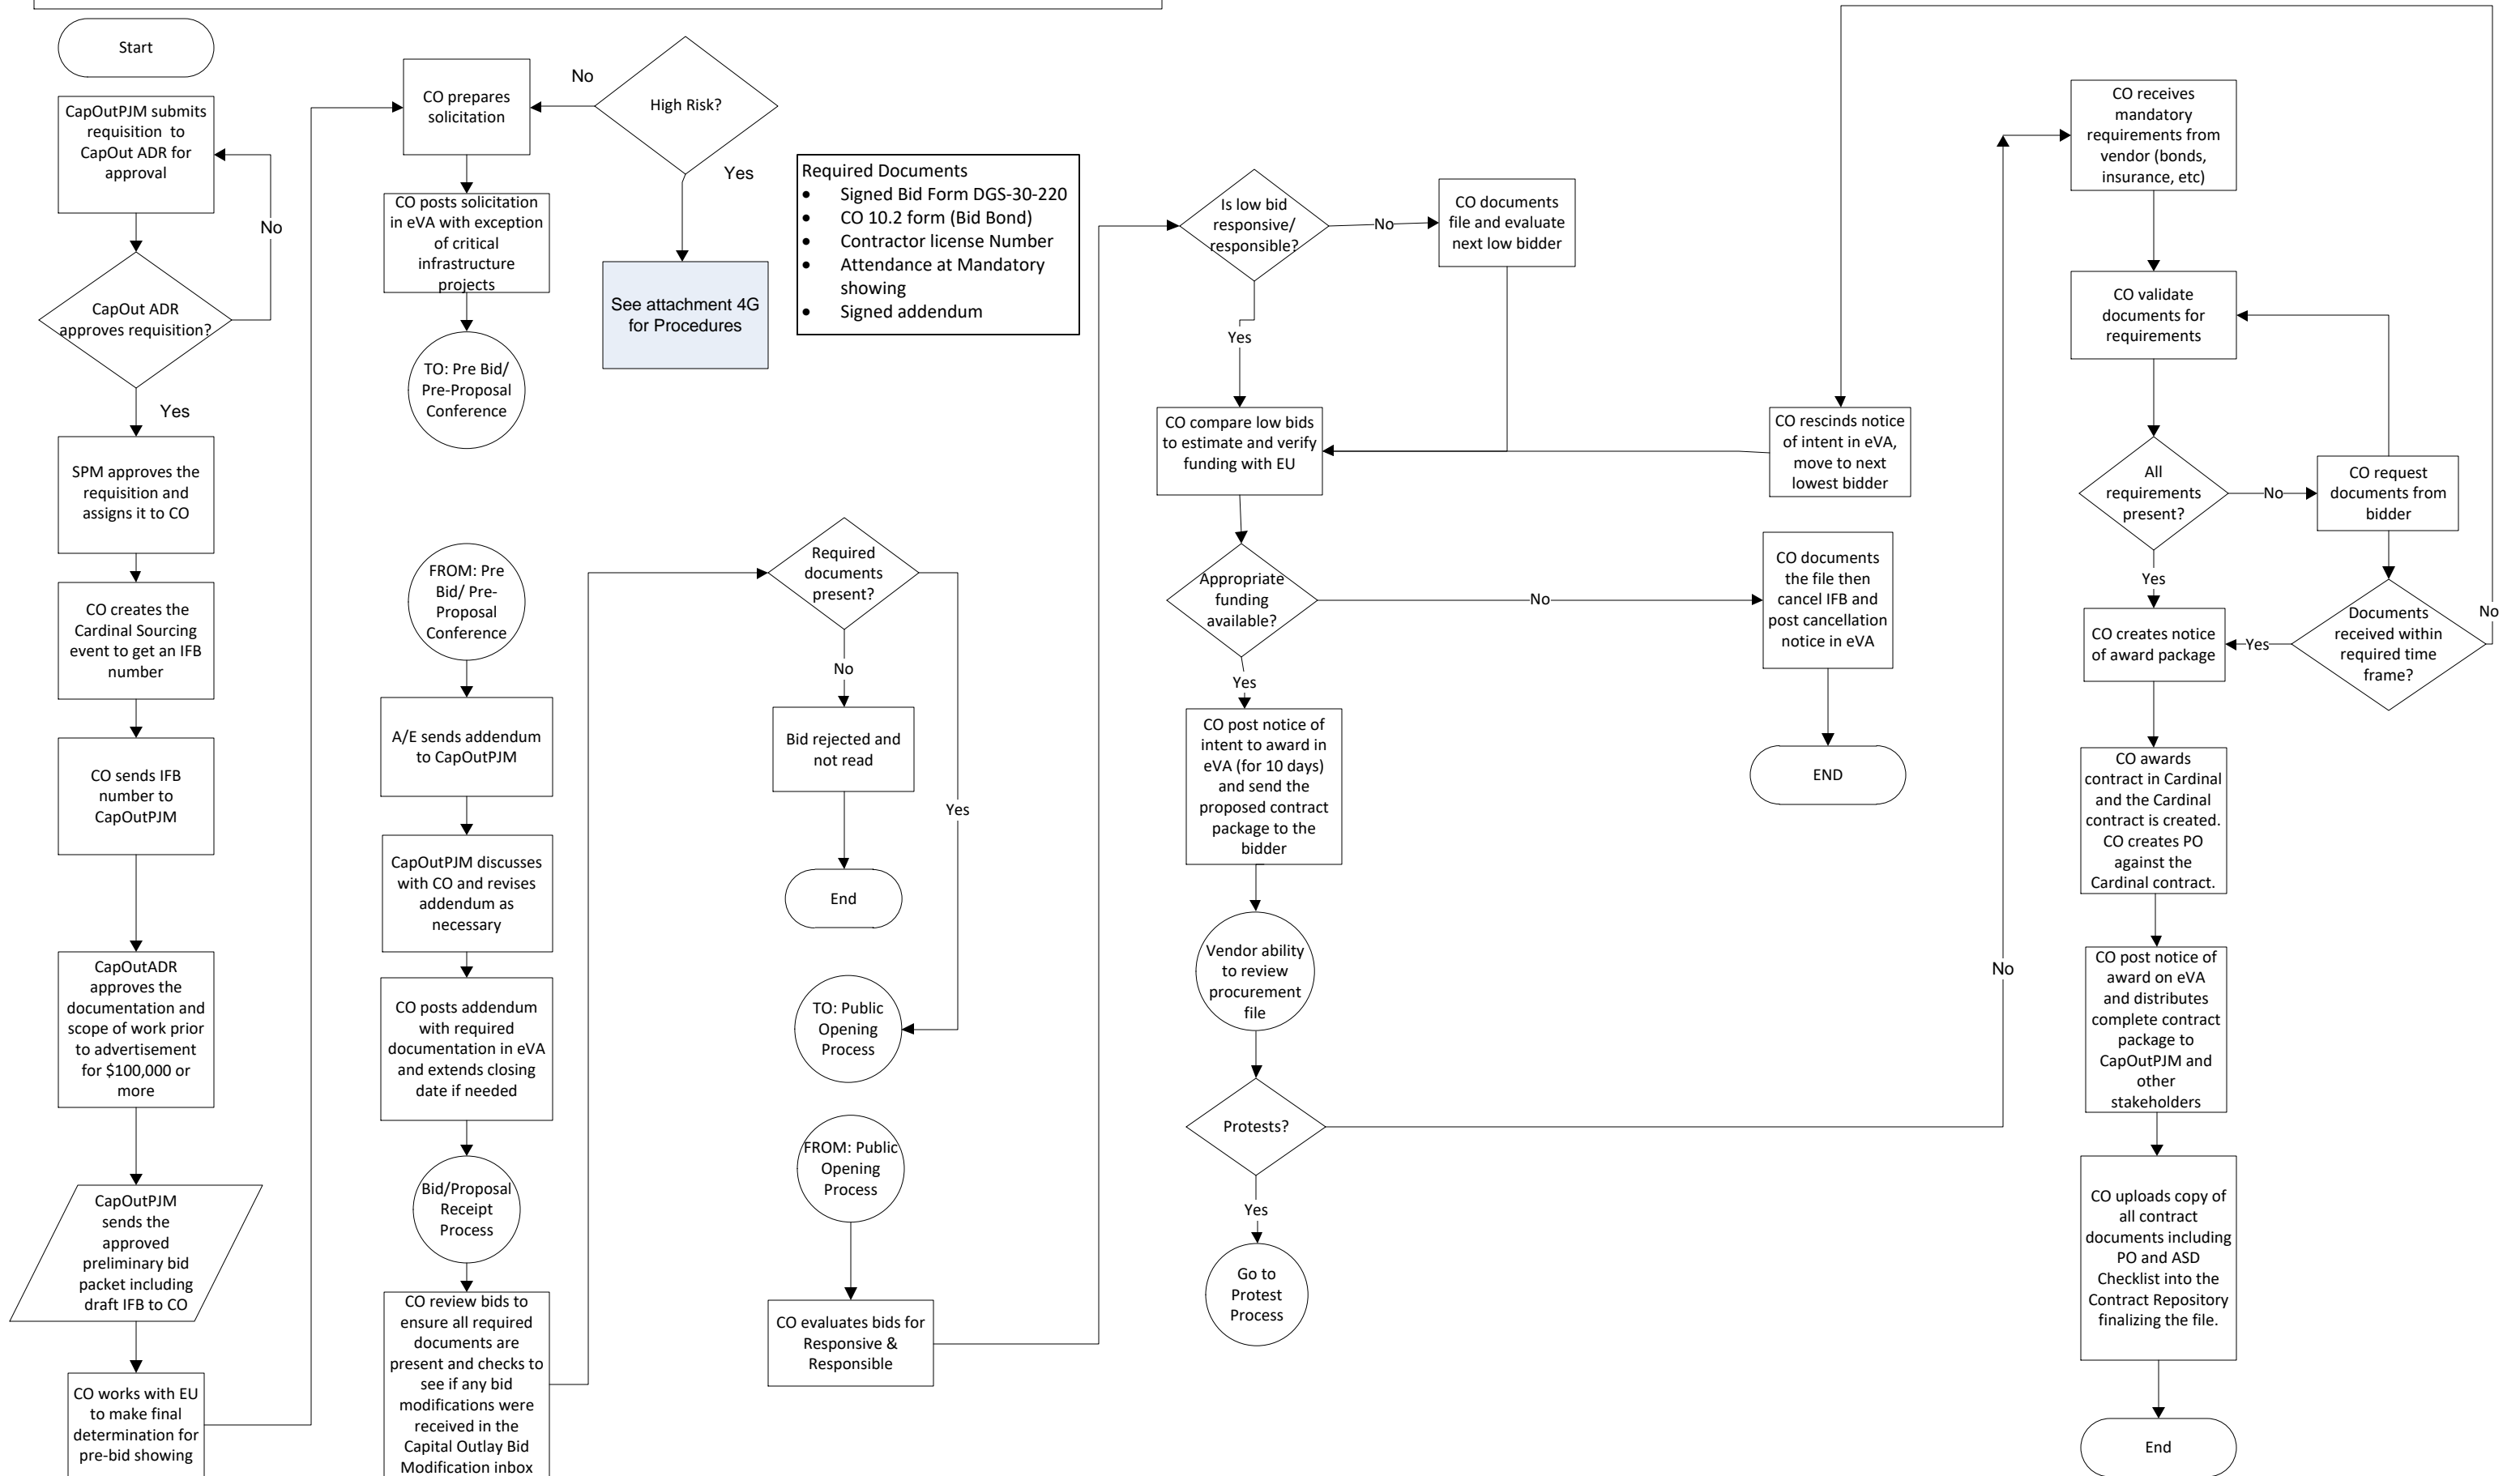 Start
CapOutPJM submits
requisition  to
CapOut ADR for
approval
No
CapOut ADR
approves requisition?
Yes
SPM approves the
requisition and
assigns it to CO
CO creates the
Cardinal Sourcing
event to get an IFB
number
CO sends IFB
number to
CapOutPJM
CapOutADR
approves the
documentation and
scope of work prior
to advertisement
for $100,000 or
more
CapOutPJM
sends the
approved
preliminary bid
packet including
draft IFB to CO
CO works with EU
to make final
determination for
pre-bid showing
CO prepares
solicitation
No
High Risk?
Yes
See attachment 4G
for Procedures
CO posts solicitation
in eVA with exception
of critical
infrastructure
projects
TO: Pre Bid/
Pre-Proposal
Conference
FROM: Pre
Bid/ Pre-
Proposal
Conference
A/E sends addendum
to CapOutPJM
CapOutPJM discusses
with CO and revises
addendum as
necessary
CO posts addendum
with required
documentation in eVA
and extends closing
date if needed
Bid/Proposal
Receipt
Process
CO review bids to
ensure all required
documents are
present and checks to
see if any bid
modifications were
received in the
Capital Outlay Bid
Modification inbox
Required Documents
• Signed Bid Form DGS-30-220
• CO 10.2 form (Bid Bond)
• Contractor license Number
• Attendance at Mandatory
showing
• Signed addendum
Required
documents
present?
No
Yes
Bid rejected and
not read
End
TO: Public
Opening
Process
FROM: Public
Opening
Process
CO evaluates bids for
Responsive &
Responsible
Is low bid
responsive/
responsible?
No
CO documents
file and evaluate
next low bidder
Yes
CO compare low bids
to estimate and verify
funding with EU
CO rescinds notice
of intent in eVA,
move to next
lowest bidder
Appropriate
funding
available?
No
CO documents
the file then
cancel IFB and
post cancellation
notice in eVA
END
Yes
CO post notice of
intent to award in
eVA (for 10 days)
and send the
proposed contract
package to the
bidder
Vendor ability
to review
procurement
file
Protests?
No
Yes
Go to
Protest
Process
CO receives
mandatory
requirements from
vendor (bonds,
insurance, etc)
CO validate
documents for
requirements
All
requirements
present?
No
CO request
documents from
bidder
Yes
Documents
received within
required time
frame?
No
Yes
CO creates notice
of award package
CO awards
contract in Cardinal
and the Cardinal
contract is created.
CO creates PO
against the
Cardinal contract.
CO post notice of
award on eVA
and distributes
complete contract
package to
CapOutPJM and
other
stakeholders
CO uploads copy of
all contract
documents including
PO and ASD
Checklist into the
Contract Repository
finalizing the file.
End